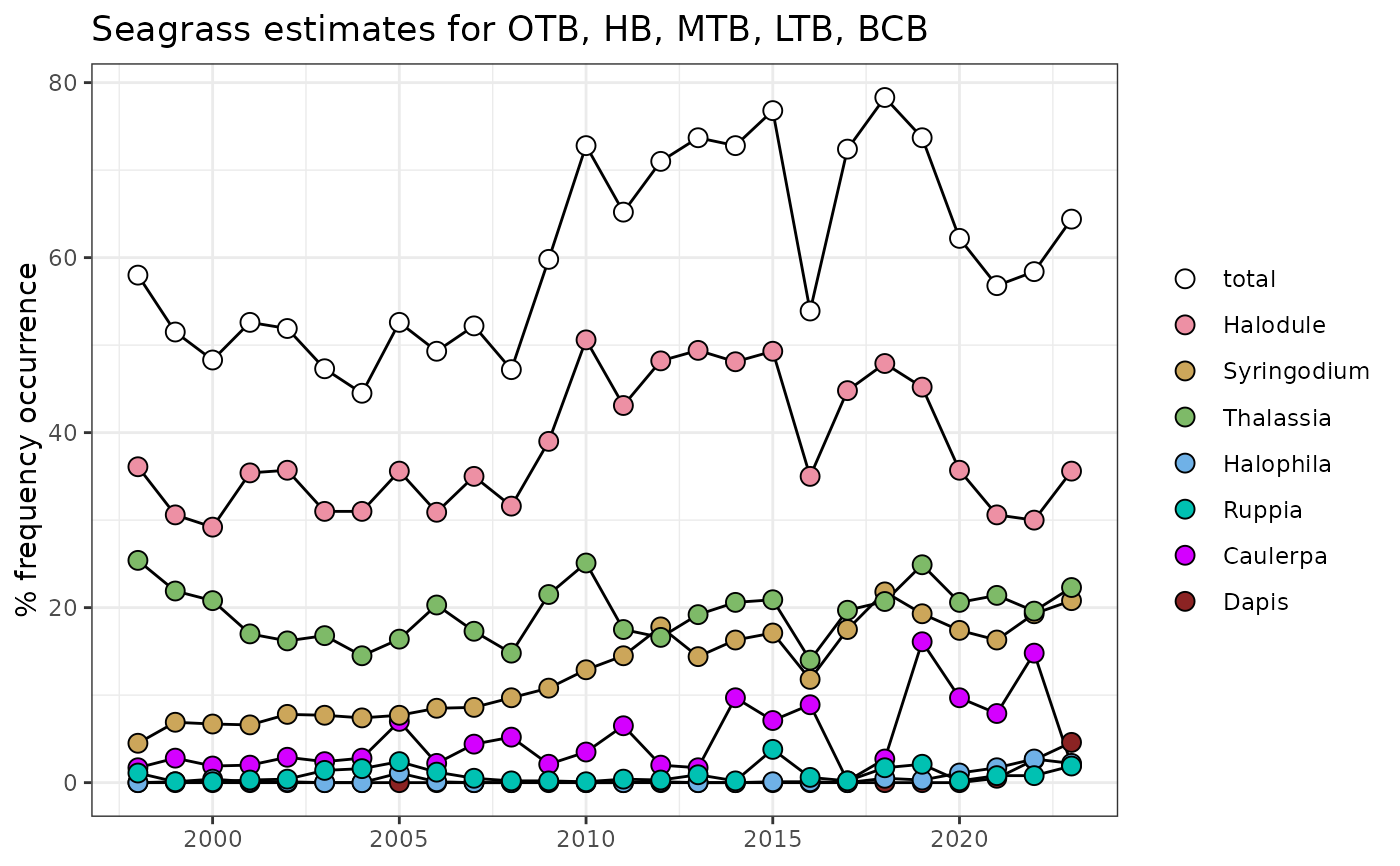 Seagrass estimates for OTB, HB, MTB, LTB, BCB
% frequency occurrence
80
60
40
20
0
2000
2005
2010
2015
2020
total
Halodule
Syringodium
Thalassia
Halophila
Ruppia
Caulerpa
Dapis